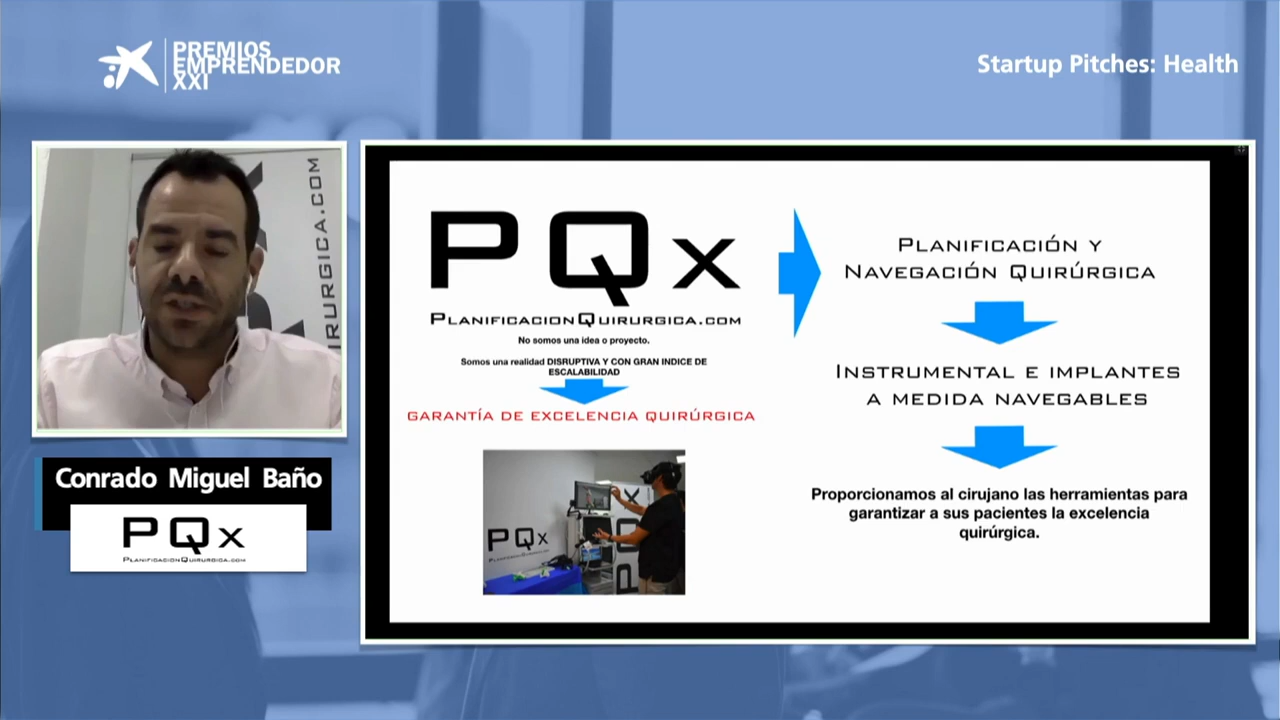 PREMIOS
EMPRENDEDOR
XXI
Startup Pitches: Health
RURGICA.COM
Conrado Miguel Baño
PQx
PlanificacionQuirurgica.com
PQx
PlanificacionQuirurgica.com
No somos una idea o proyecto.
Somos una realidad DISRUPTIVA Y CON GRAN INDICE DE
ESCALABILIDAD
GARANTÍA DE EXCELENCIA QUIRÚRGICA
PQx
Planificación y
Navegación Quirúrgica
Instrumental e implantes
a medida navegables
Proporcionamos al cirujano las herramientas para
garantizar a sus pacientes la excelencia
quirúrgica.